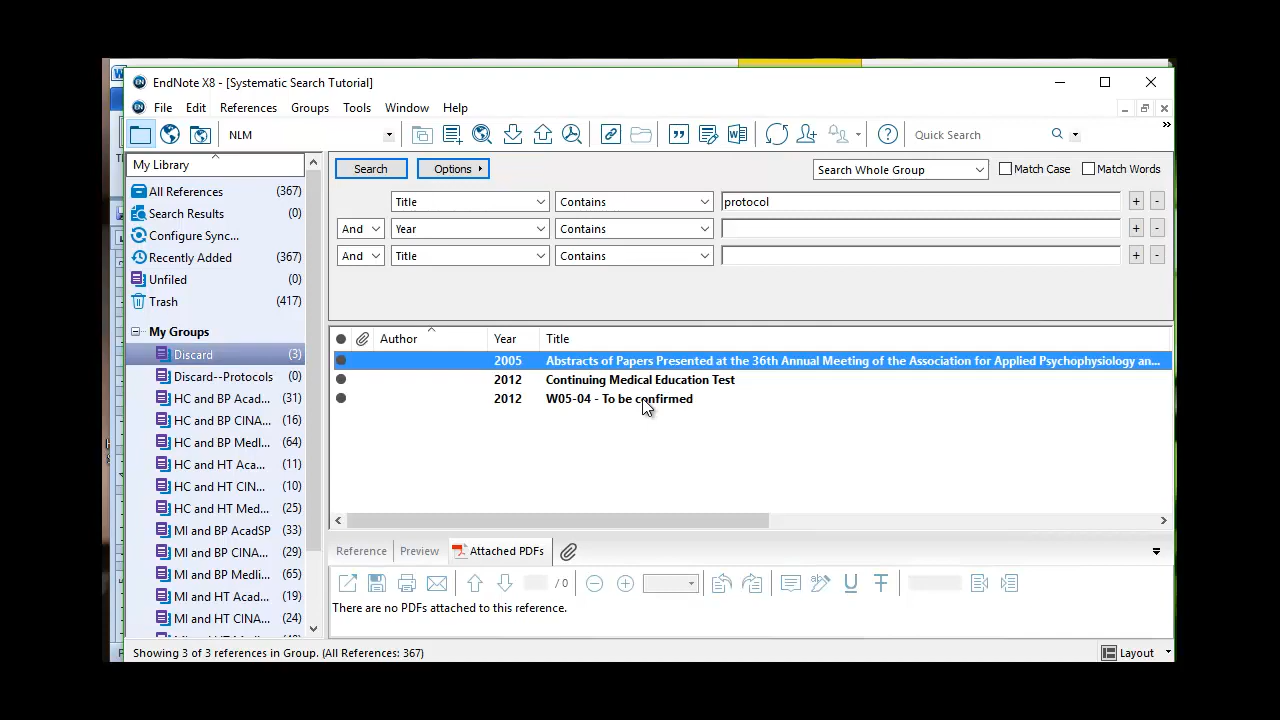 EndNote X8 - [Systematic Search Tutorial]
File Edit References Groups Tools Window Help
NLM
Quick Search
My Library
Search
Options
Search Whole Group
Match Case
Match Words
All References (367)
Search Results (0)
Configure Sync...
Recently Added (367)
Unfiled (0)
Trash (417)
My Groups
Discard (3)
Discard--Protocols (0)
HC and BP Acad... (31)
HC and BP CINA... (16)
HC and BP Medl... (64)
HC and HT Aca... (11)
HC and HT CIN... (10)
HC and HT Med... (25)
MI and BP AcadSP (33)
MI and BP CINA... (29)
MI and BP Medli... (65)
MI and HT Acad... (19)
MI and HT CINA... (24)
Title Contains protocol + -
And Year Contains + -
And Title Contains + -
Author Year Title
2005 Abstracts of Papers Presented at the 36th Annual Meeting of the Association for Applied Psychophysiology an...
2012 Continuing Medical Education Test
2012 W05-04 - To be confirmed
Reference Preview Attached PDFs
/ 0
There are no PDFs attached to this reference.
Showing 3 of 3 references in Group. (All References: 367)
Layout